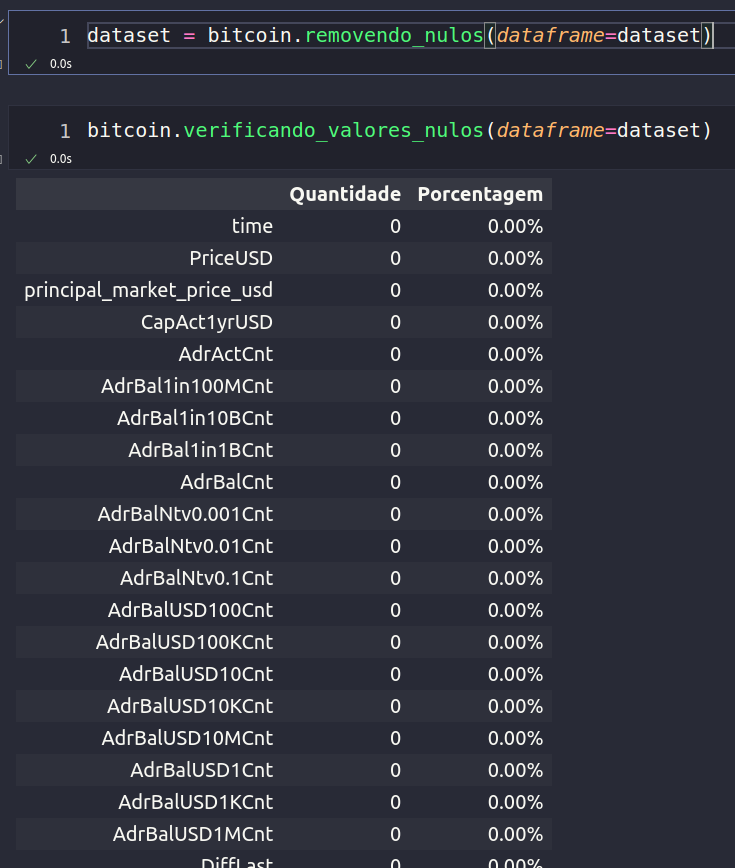 1 dataset = bitcoin.removendo_nulos(dataframe=dataset)
0.0s
1 bitcoin.verificando_valores_nulos(dataframe=dataset)
0.0s
Quantidade Porcentagem
time 0 0.00%
PriceUSD 0 0.00%
principal_market_price_usd 0 0.00%
CapAct1yrUSD 0 0.00%
AdrActCnt 0 0.00%
AdrBal1in100MCnt 0 0.00%
AdrBal1in10BCnt 0 0.00%
AdrBal1in1BCnt 0 0.00%
AdrBalCnt 0 0.00%
AdrBalNtv0.001Cnt 0 0.00%
AdrBalNtv0.01Cnt 0 0.00%
AdrBalNtv0.1Cnt 0 0.00%
AdrBalUSD100Cnt 0 0.00%
AdrBalUSD100KCnt 0 0.00%
AdrBalUSD10Cnt 0 0.00%
AdrBalUSD10KCnt 0 0.00%
AdrBalUSD10MCnt 0 0.00%
AdrBalUSD1Cnt 0 0.00%
AdrBalUSD1KCnt 0 0.00%
AdrBalUSD1MCnt 0 0.00%
DiffLast 0 0.00%